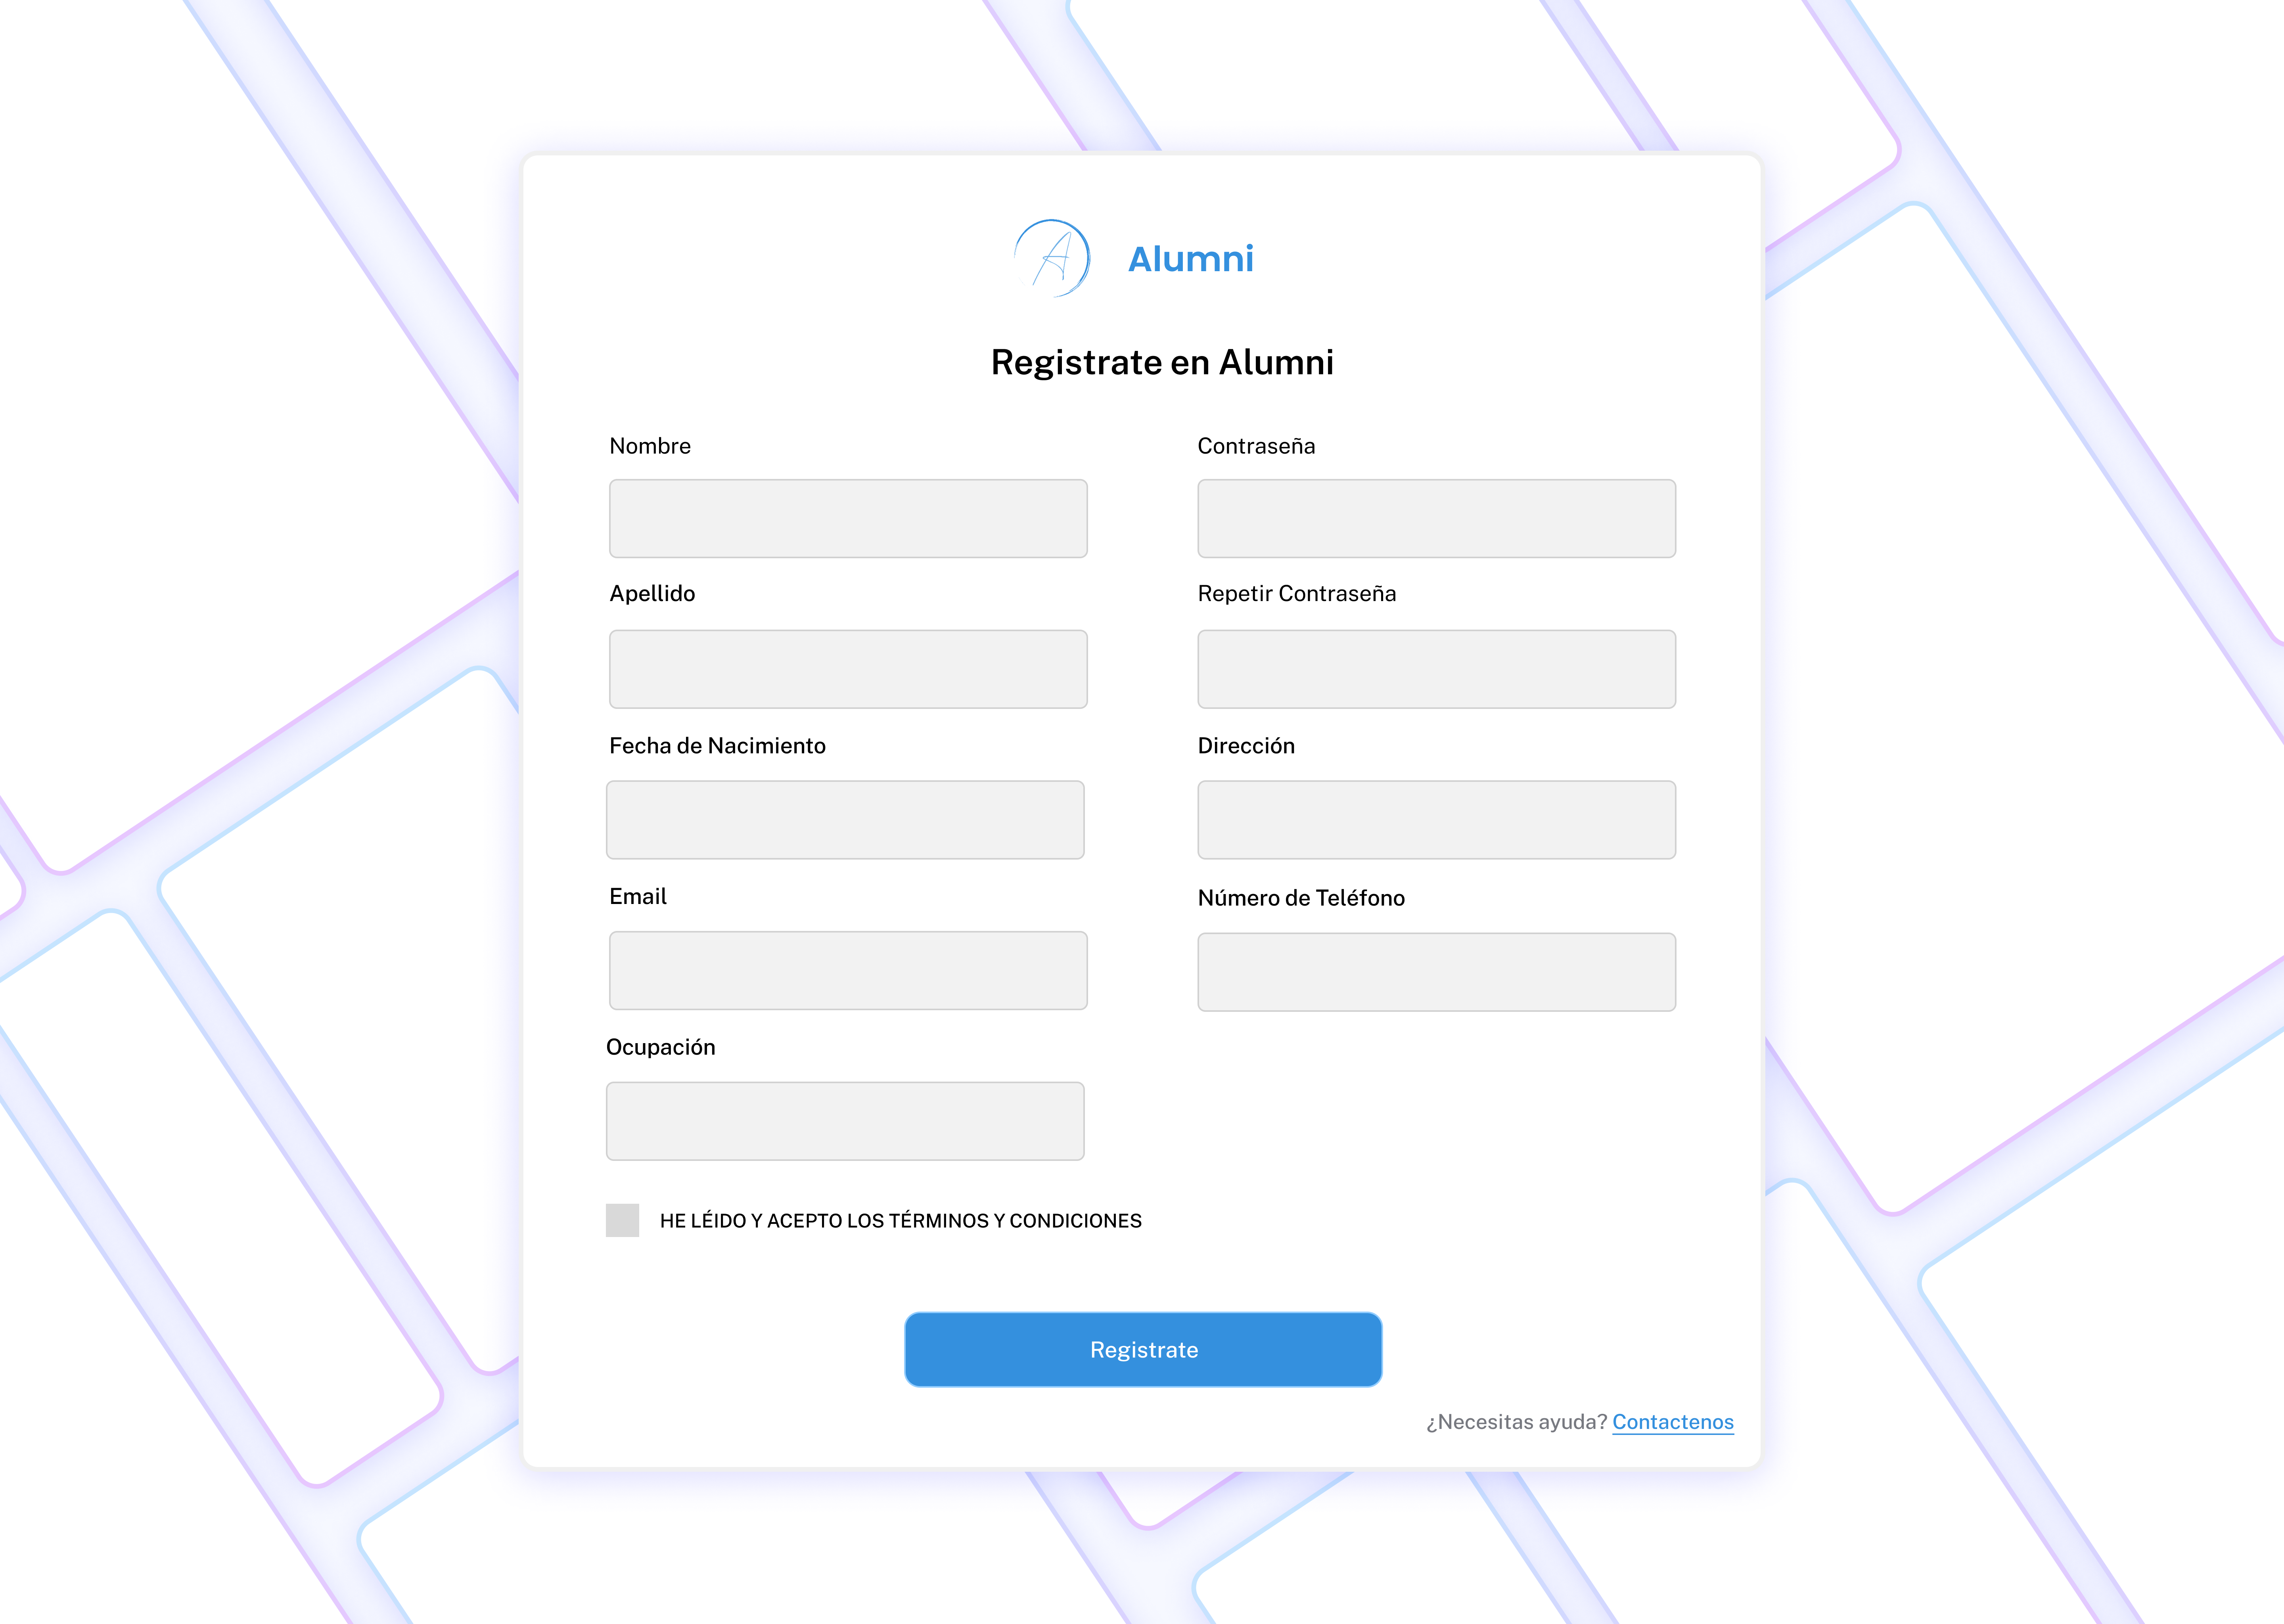 A Alumni
Registrate en Alumni
Nombre
Contraseña
Apellido
Repetir Contraseña
Fecha de Nacimiento
Dirección
Email
Número de Teléfono
Ocupación
HE LÉIDO Y ACEPTO LOS TÉRMINOS Y CONDICIONES
Registrate
¿Necesitas ayuda? Contactenos